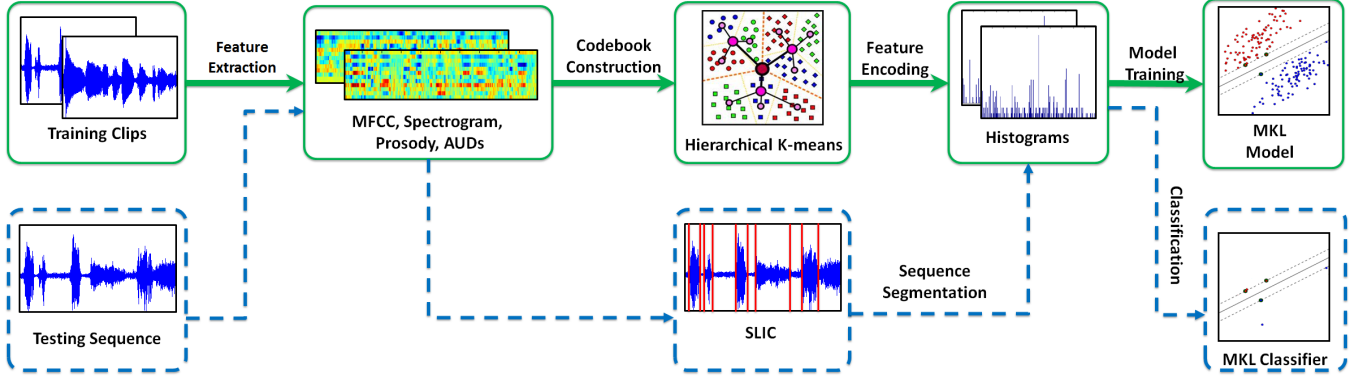 Feature
Extraction
Codebook
Construction
Feature
Encoding
Model
Training
Training Clips
MFCC, Spectrogram,
Prosody, AUDs
Hierarchical K-means
Histograms
MKL
Model
Classification
Testing Sequence
SLIC
Sequence
Segmentation
MKL Classifier